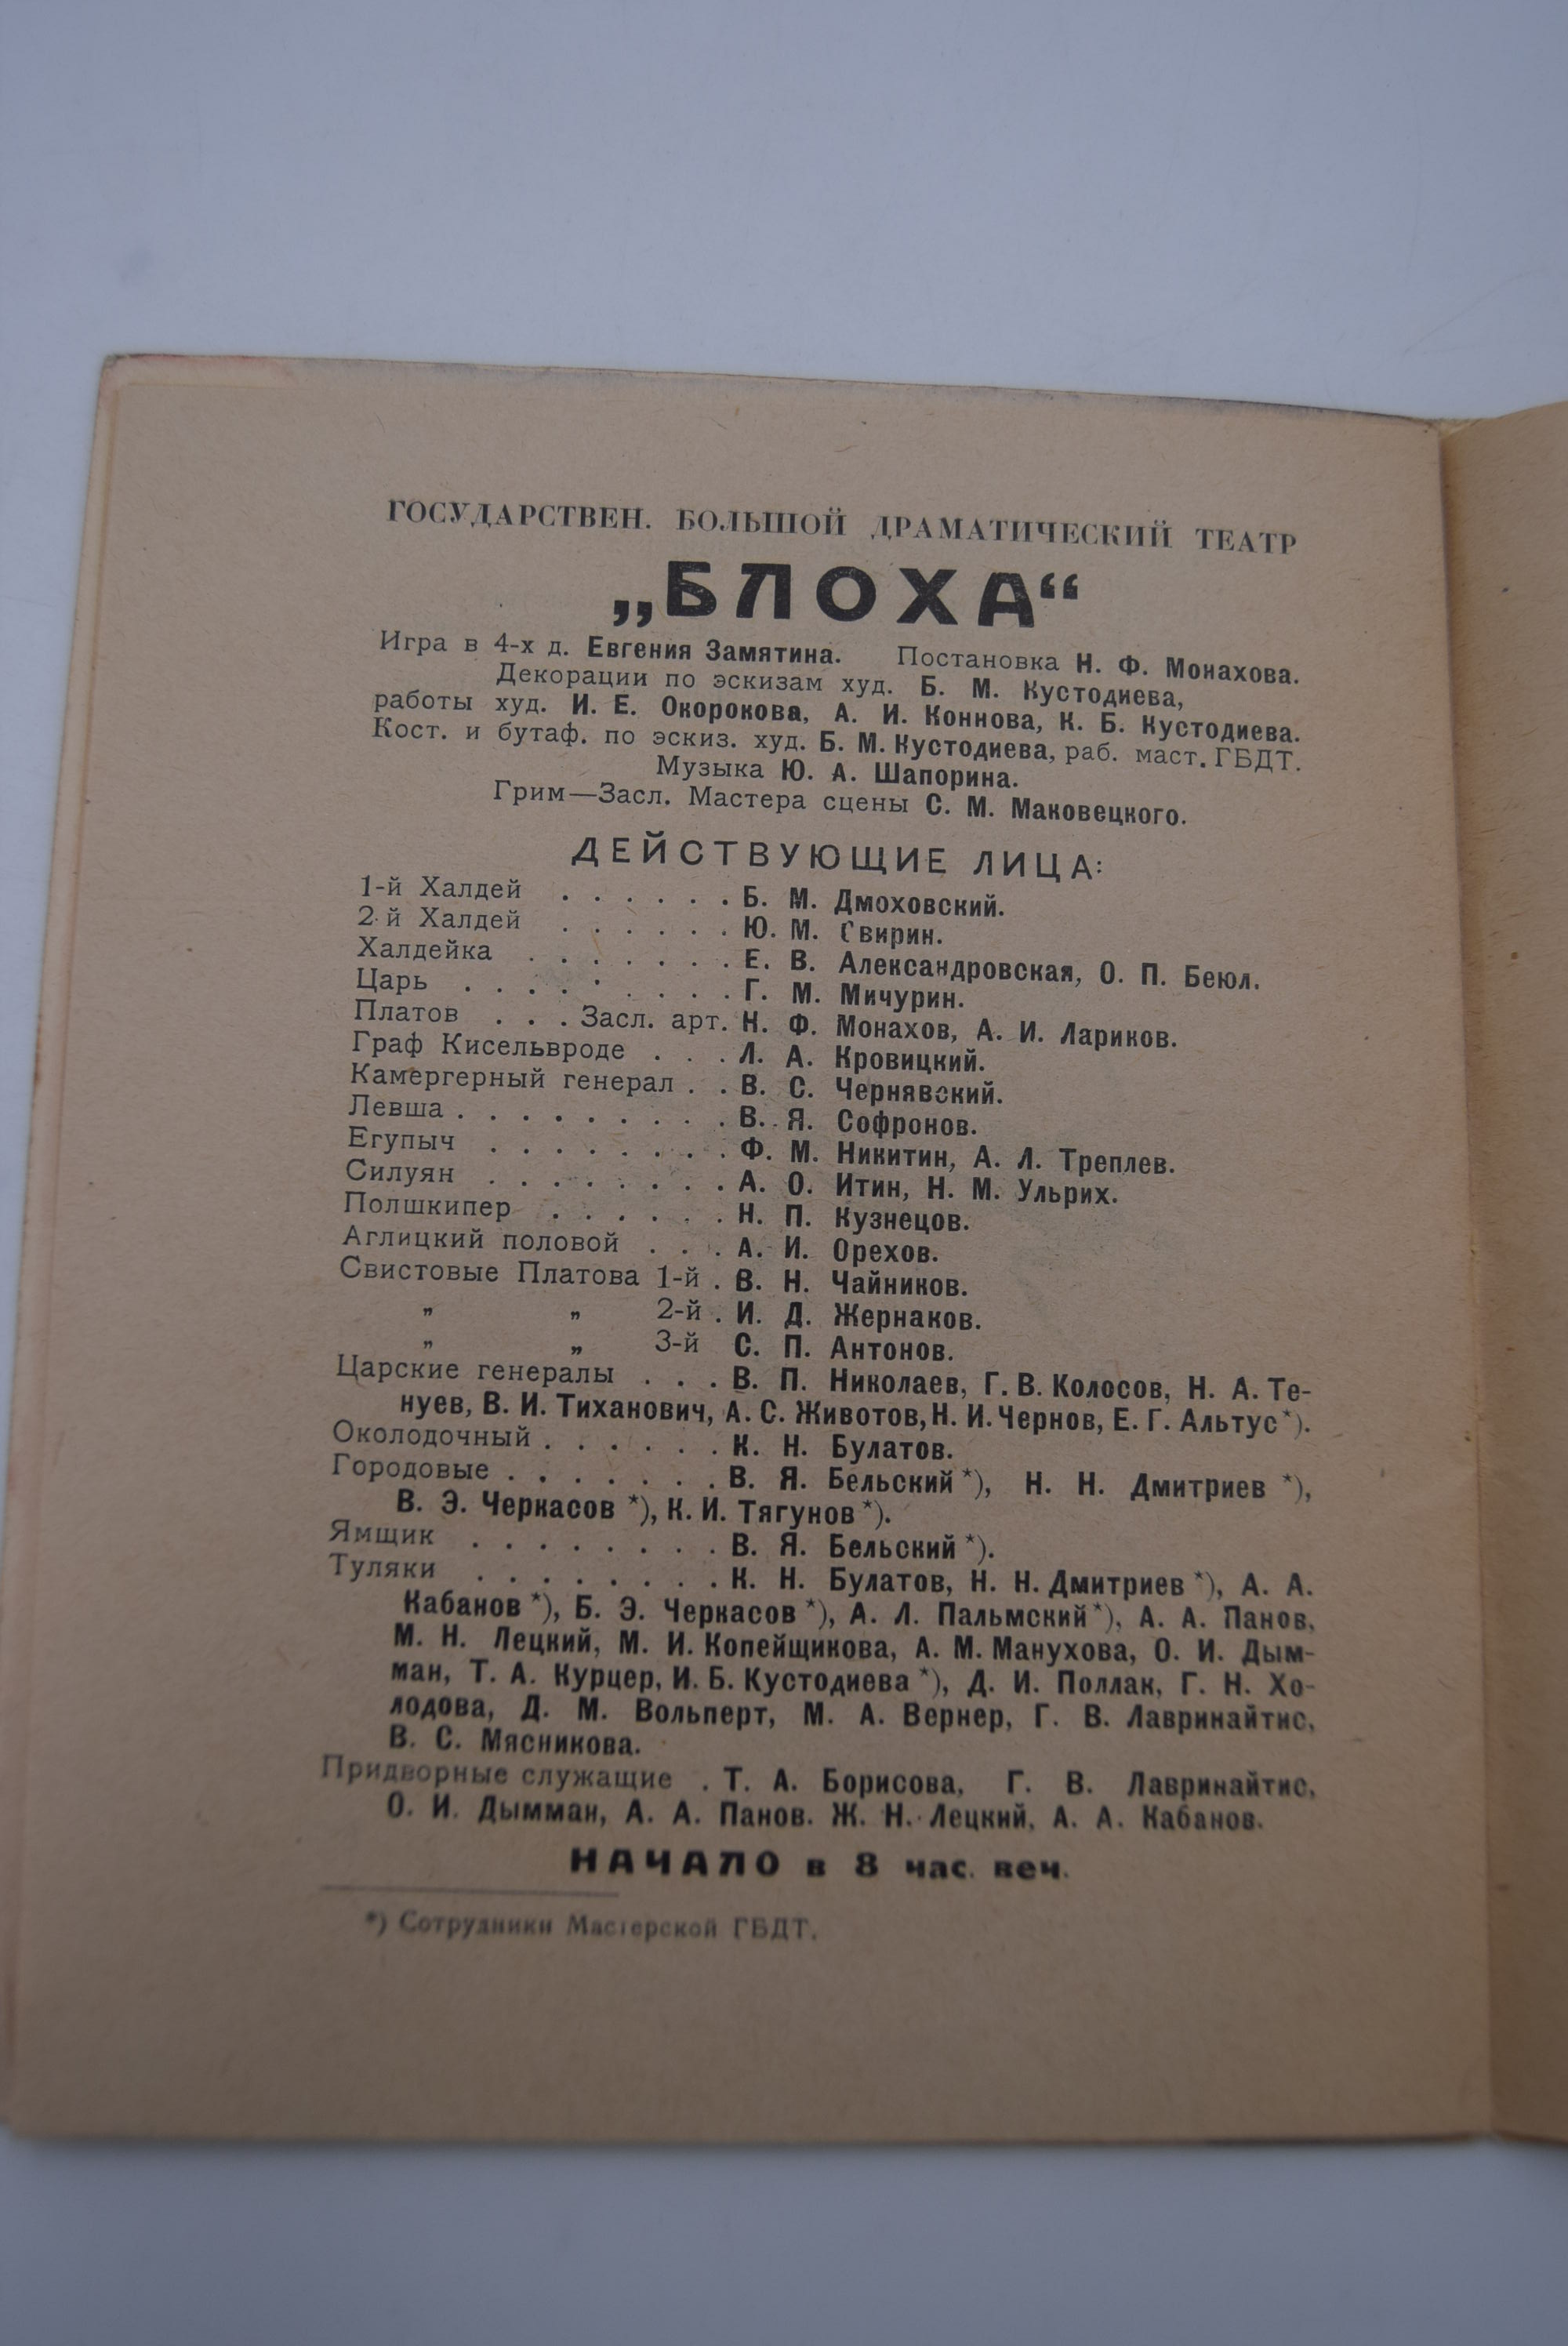 ГОСУДАРСТВЕН. БОЛЬШОЙ ДРАМАТИЧЕСКИЙ ТЕАТР
„БЛОХА“
Игра в 4-х д. Евгения Замятина. Постановка Н. Ф. Монахова.
Декорации по эскизам худ. Б. М. Кустодиева,
работы худ. И. Е. Окорокова, А. И. Коннова, К. Б. Кустодиева.
Кост. и бутаф. по эскиз. худ. Б. М. Кустодиева, раб. маст. ГБДТ.
Музыка Ю. А. Шапорина.
Грим—Засл. Мастера сцены С. М. Маковецкого.
ДЕЙСТВУЮЩИЕ ЛИЦА:
1-й Халдей . . . . . . Б. М. Дмоховский.
2-й Халдей . . . . . . Ю. М. Свирин.
Халдейка . . . . . . . Е. В. Александровская, О. П. Беюл.
Царь . . . . . . . . . Г. М. Мичурин.
Платов . . . Засл. арт. Н. Ф. Монахов, А. И. Лариков.
Граф Кисельвроде . . . Л. А. Кровицкий.
Камергерный генерал . . В. С. Чернявский.
Левша . . . . . . . . . В. Я. Софронов.
Егупыч . . . . . . . . Ф. М. Никитин, А. Л. Треплев.
Силуян . . . . . . . . А. О. Итин, Н. М. Ульрих.
Полшкипер . . . . . . Н. П. Кузнецов.
Аглицкий половой . . . А. И. Орехов.
Свистовые Платова 1-й . В. Н. Чайников.
„ „ 2-й . И. Д. Жернаков.
„ „ 3-й С. П. Антонов.
Царские генералы . . . В. П. Николаев, Г. В. Колосов, Н. А. Те-
нуев, В. И. Тиханович, А. С. Животов, Н. И. Чернов, Е. Г. Альтус*).
Околодочный . . . . . . К. Н. Булатов.
Городовые . . . . . . . В. Я. Бельский*), Н. Н. Дмитриев *),
В. Э. Черкасов *), К. И. Тягунов*).
Ямщик . . . . . . . . В. Я. Бельский*).
Туляки . . . . . . . . К. Н. Булатов, Н. Н. Дмитриев*), А. А.
Кабанов*), Б. Э. Черкасов*), А. Л. Пальмский*), А. А. Панов,
М. Н. Лецкий, М. И. Копейщикова, А. М. Манухова, О. И. Дым-
ман, Т. А. Курцер, И. Б. Кустодиева*), Д. И. Поллак, Г. Н. Хо-
лодова, Д. М. Вольперт, М. А. Вернер, Г. В. Лавринайтис,
В. С. Мясникова.
Придворные служащие . Т. А. Борисова, Г. В. Лавринайтис,
О. И. Дымман, А. А. Панов. Ж. Н. Лецкий, А. А. Кабанов.
НАЧАЛО в 8 час. веч.
*) Сотрудники Мастерской ГБДТ.